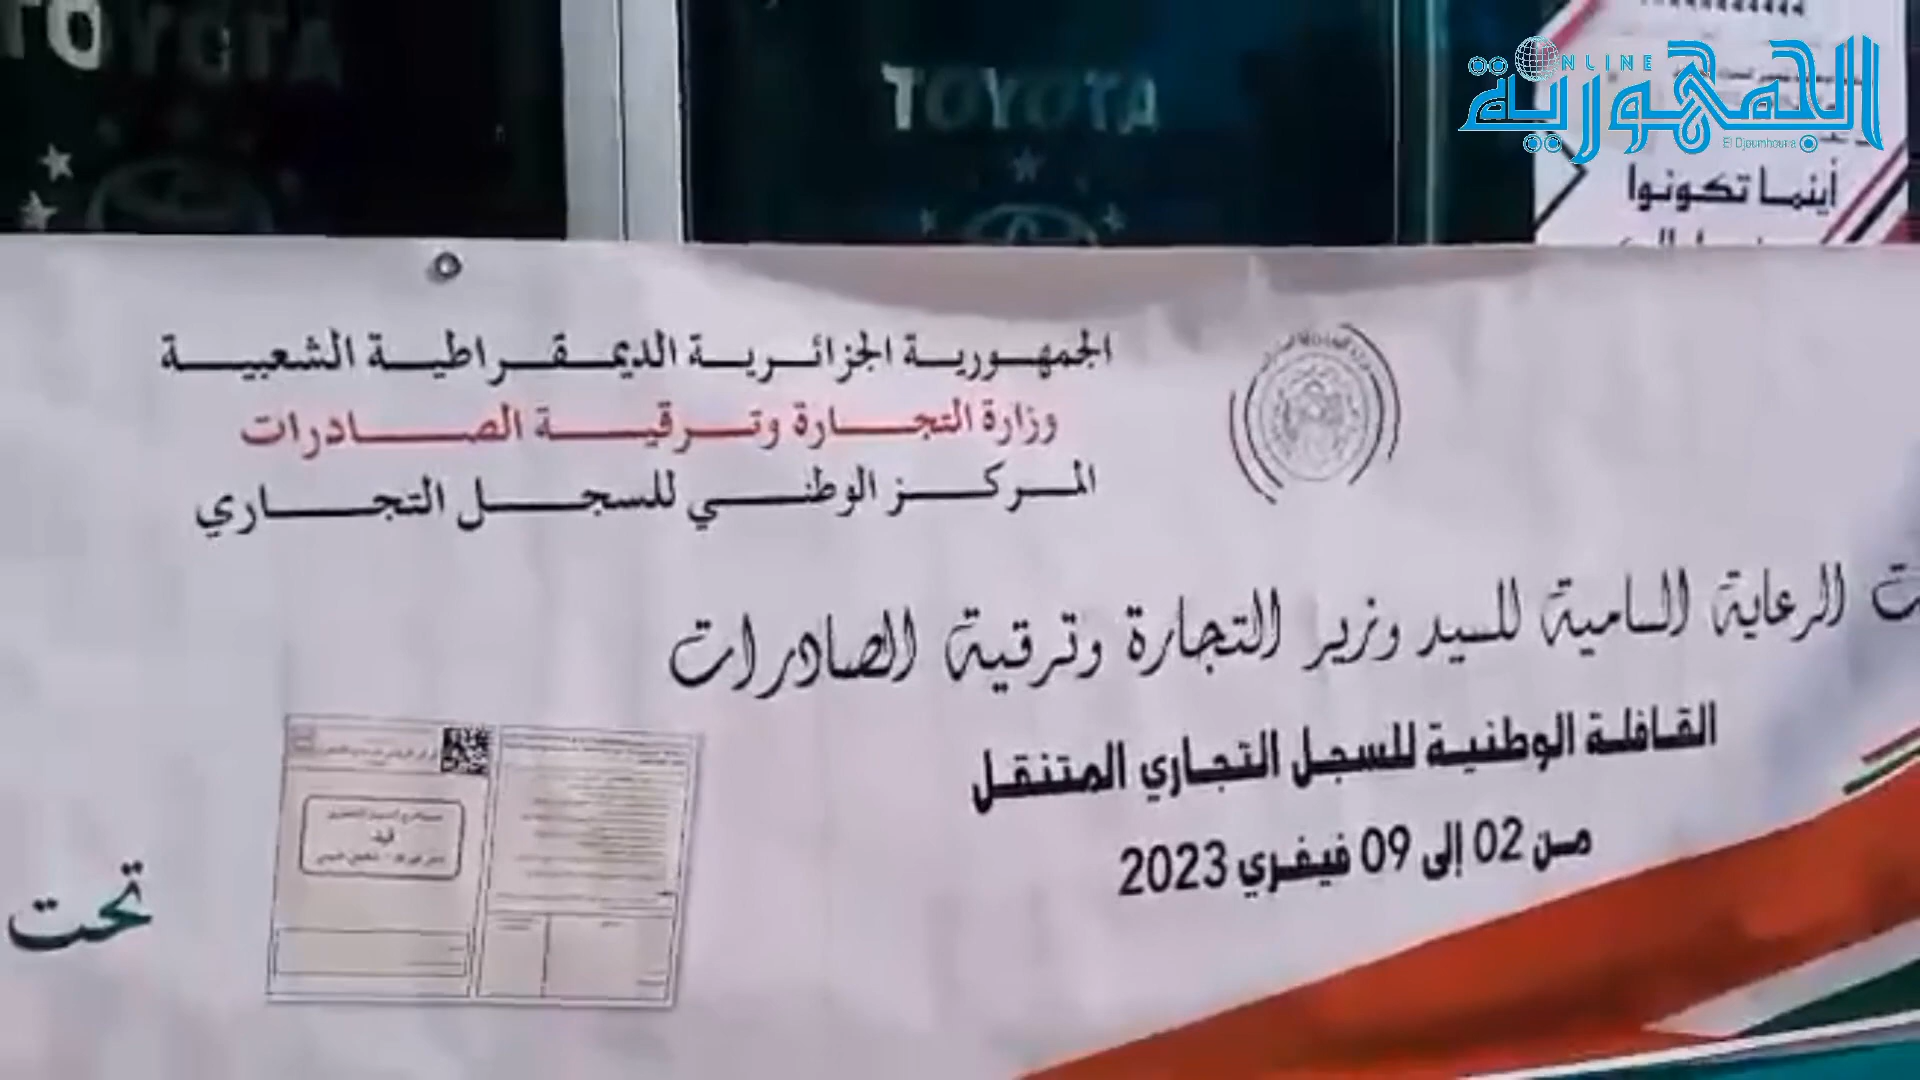 TOYOTA
TOYOTA
ONLINE
الجمهورية
El Djoumhouria
أينما تكونوا
الجمهورية الجزائرية الديمقراطية الشعبية
وزارة التجارة وترقية الصادرات
المركز الوطني للسجل التجاري
ت الرعاية السامية للسيد وزير التجارة وترقية الصادرات
القافلة الوطنية للسجل التجاري المتنقل
من 02 إلى 09 فيفري 2023
تحت